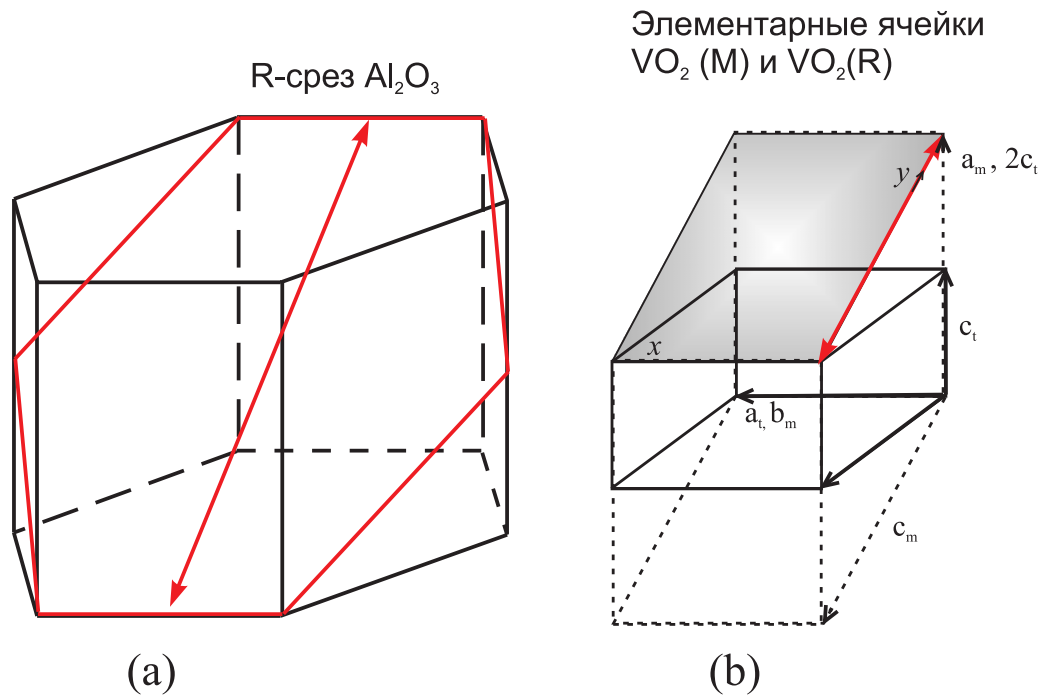 R-срез Al₂O₃
Элементарные ячейки
VO₂ (M) и VO₂(R)
y
aₘ, 2cₜ
x
cₜ
aₜ, bₘ
cₘ
(a)
(b)